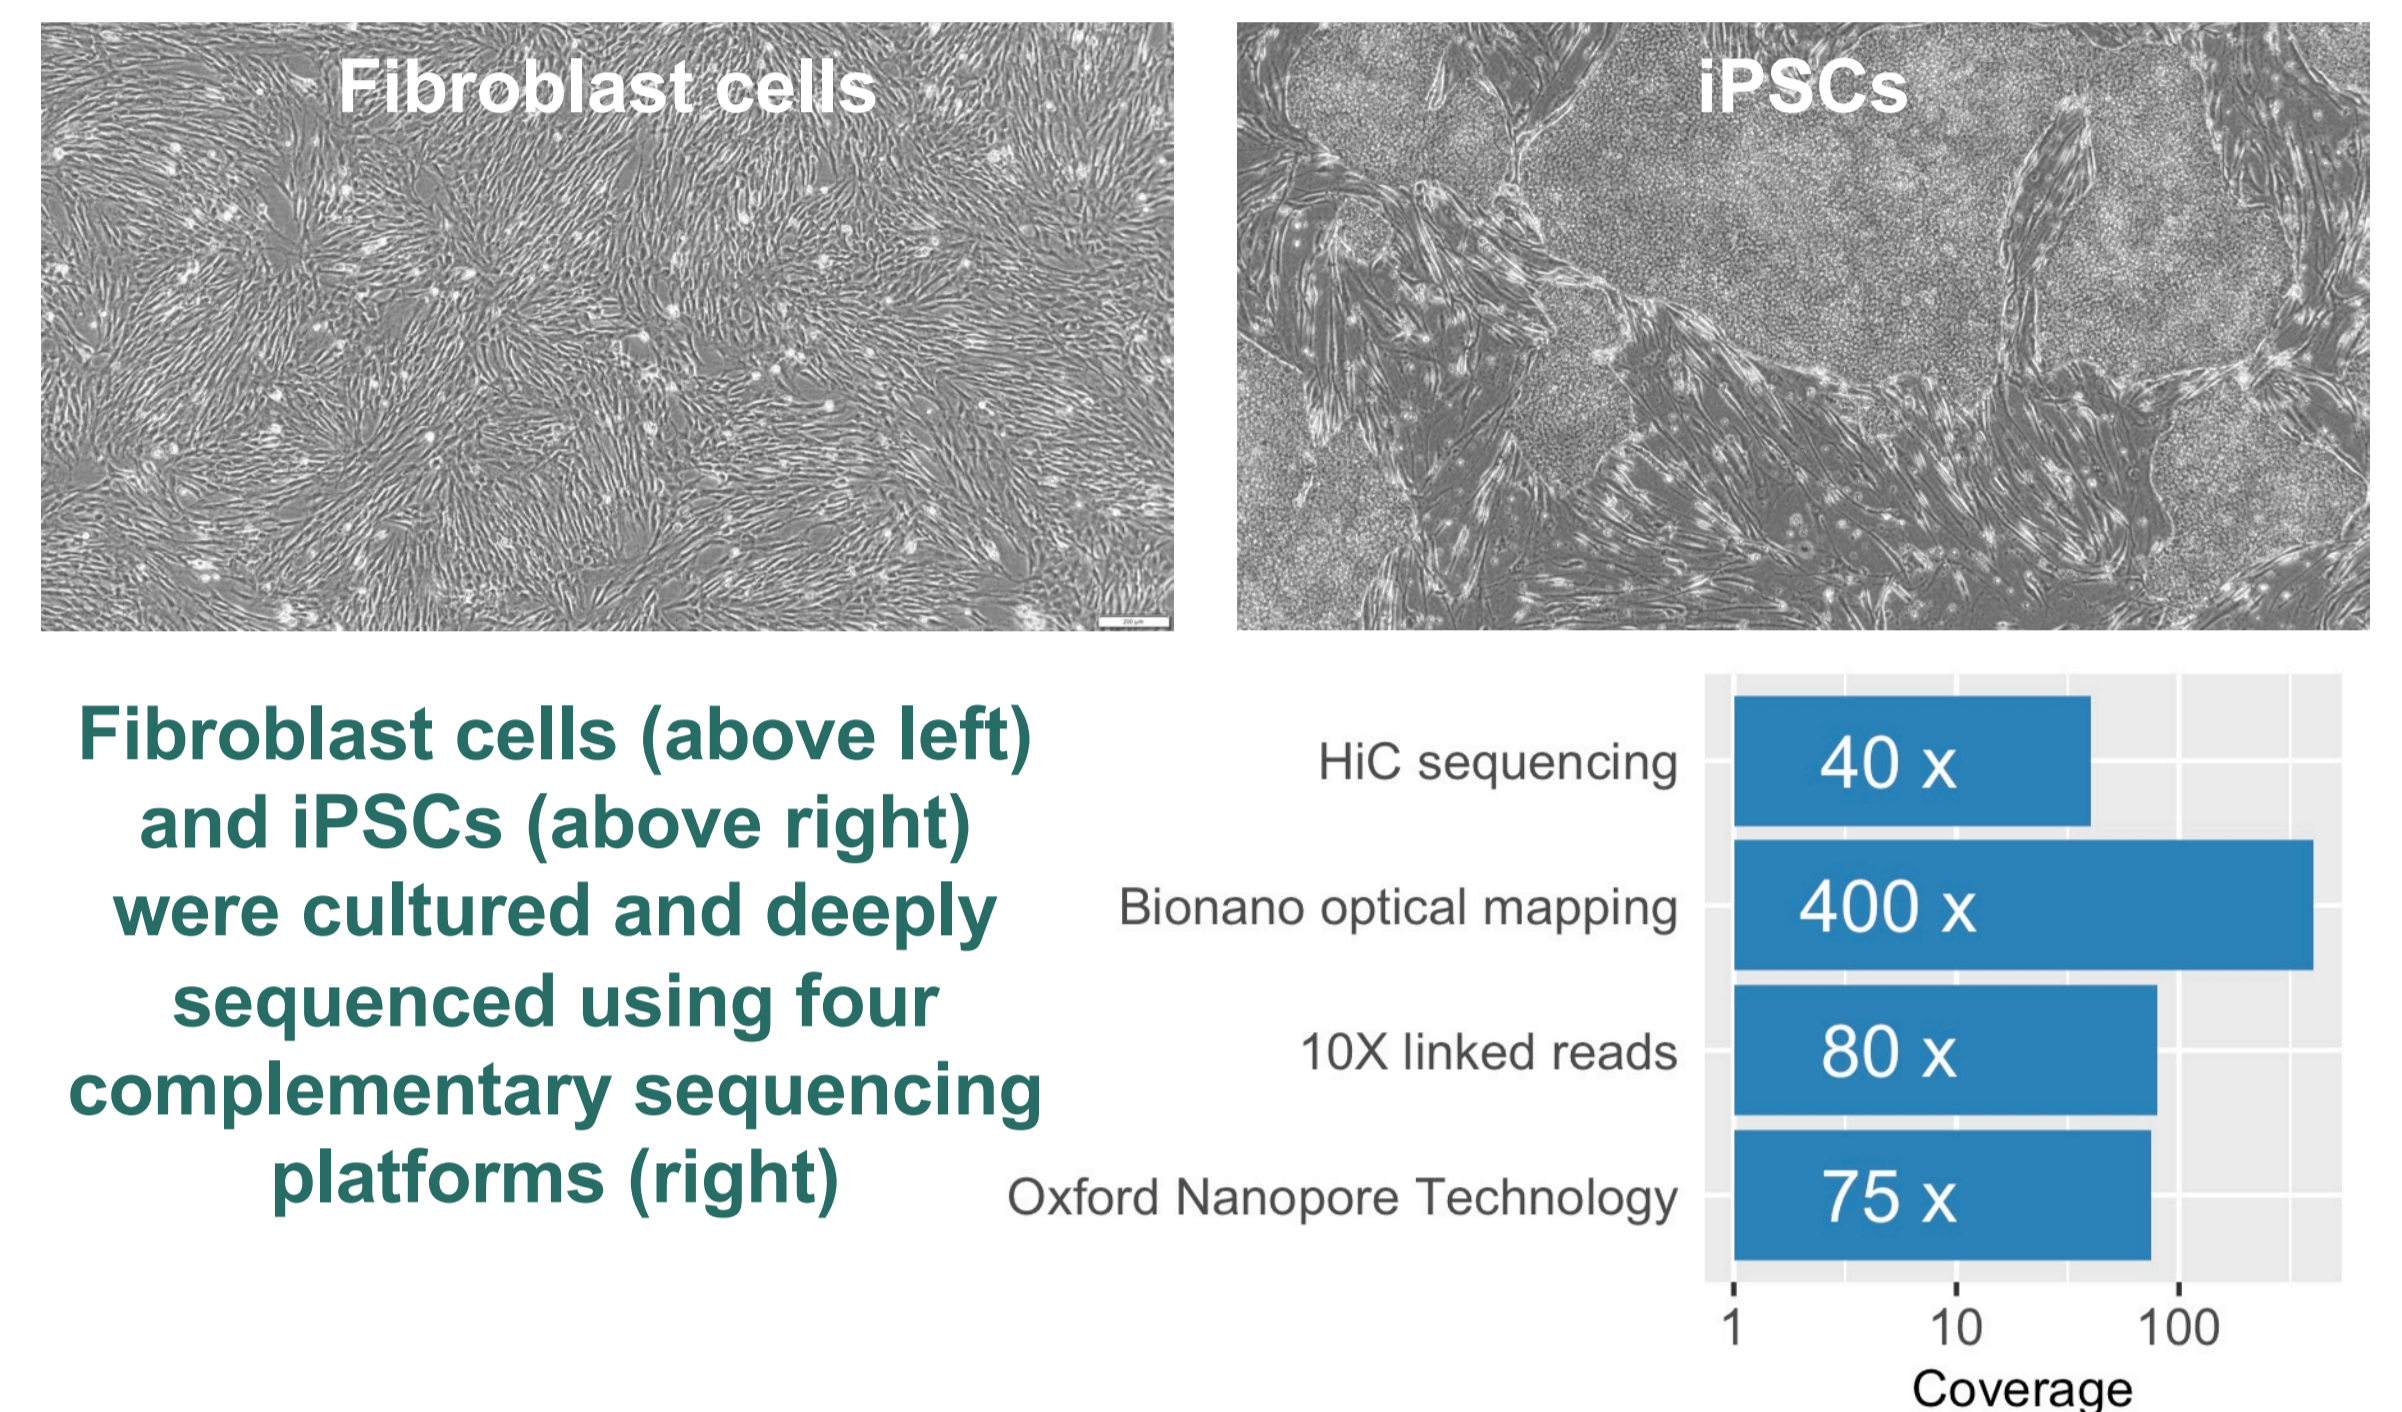 Fibroblast cells
iPSCs
200 µm
Fibroblast cells (above left)
and iPSCs (above right)
were cultured and deeply
sequenced using four
complementary sequencing
platforms (right)
HiC sequencing
40 x
Bionano optical mapping
400 x
10X linked reads
80 x
Oxford Nanopore Technology
75 x
1 10 100
Coverage